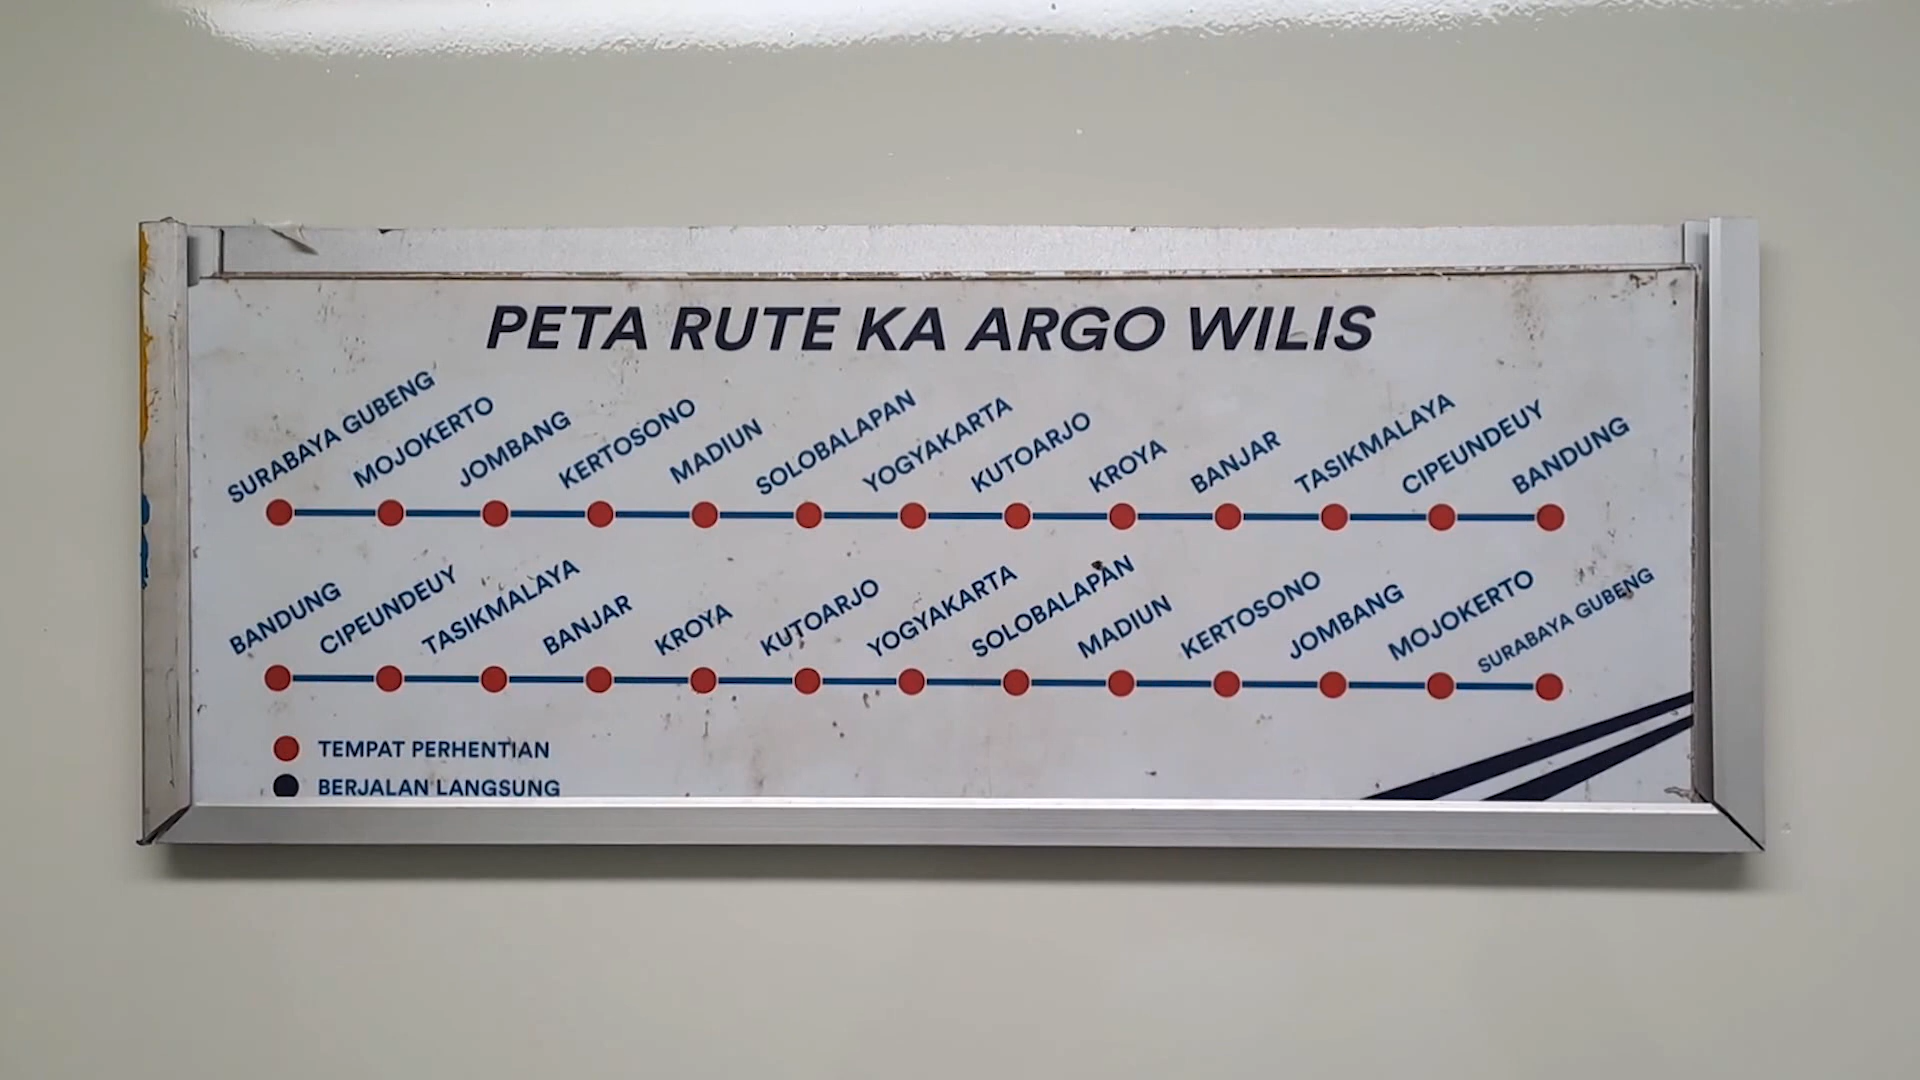 PETA RUTE KA ARGO WILIS
SURABAYA GUBENG
MOJOKERTO
JOMBANG
KERTOSONO
MADIUN
SOLOBALAPAN
YOGYAKARTA
KUTOARJO
KROYA
BANJAR
TASIKMALAYA
CIPEUNDEUY
BANDUNG
BANDUNG
CIPEUNDEUY
TASIKMALAYA
BANJAR
KROYA
KUTOARJO
YOGYAKARTA
SOLOBALAPAN
MADIUN
KERTOSONO
JOMBANG
MOJOKERTO
SURABAYA GUBENG
TEMPAT PERHENTIAN
BERJALAN LANGSUNG